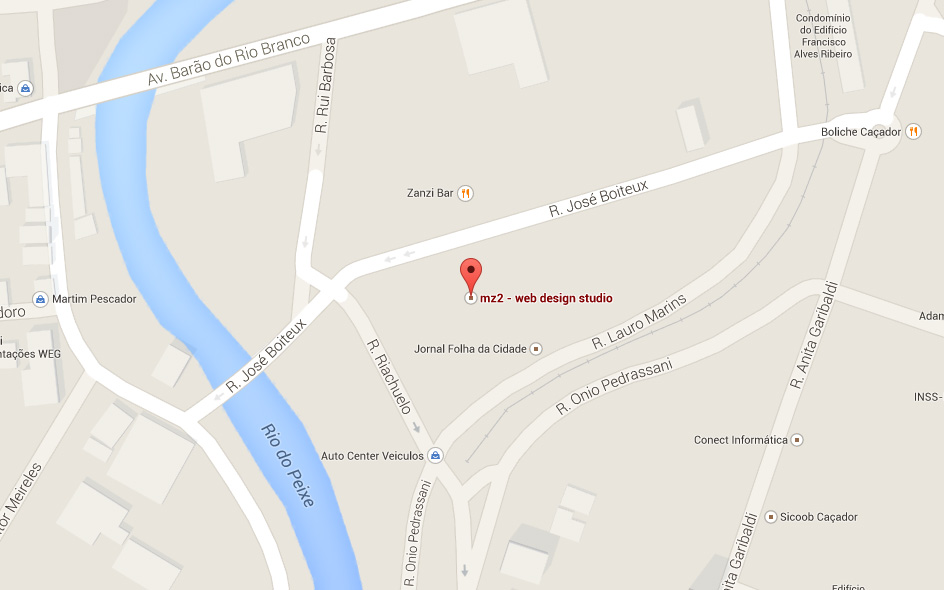 Condomínio
do Edifício
Francisco
Alves Ribeiro
Av. Barão do Rio Branco
R. Rui Barbosa
ica
Boliche Caçador
Zanzi Bar
R. José Boiteux
mz2 - web design studio
Martim Pescador
doro
R. Lauro Marins
R. Anita Garibaldi
Adam
i
ntações WEG
R. José Boiteux
R. Riachuelo
Jornal Folha da Cidade
R. Onio Pedrassani
INSS-
Rio do Peixe
Auto Center Veiculos
Conect Informática
tor Meireles
R. Onio Pedrassani
Sicoob Caçador
ita Garibaldi
Edifício